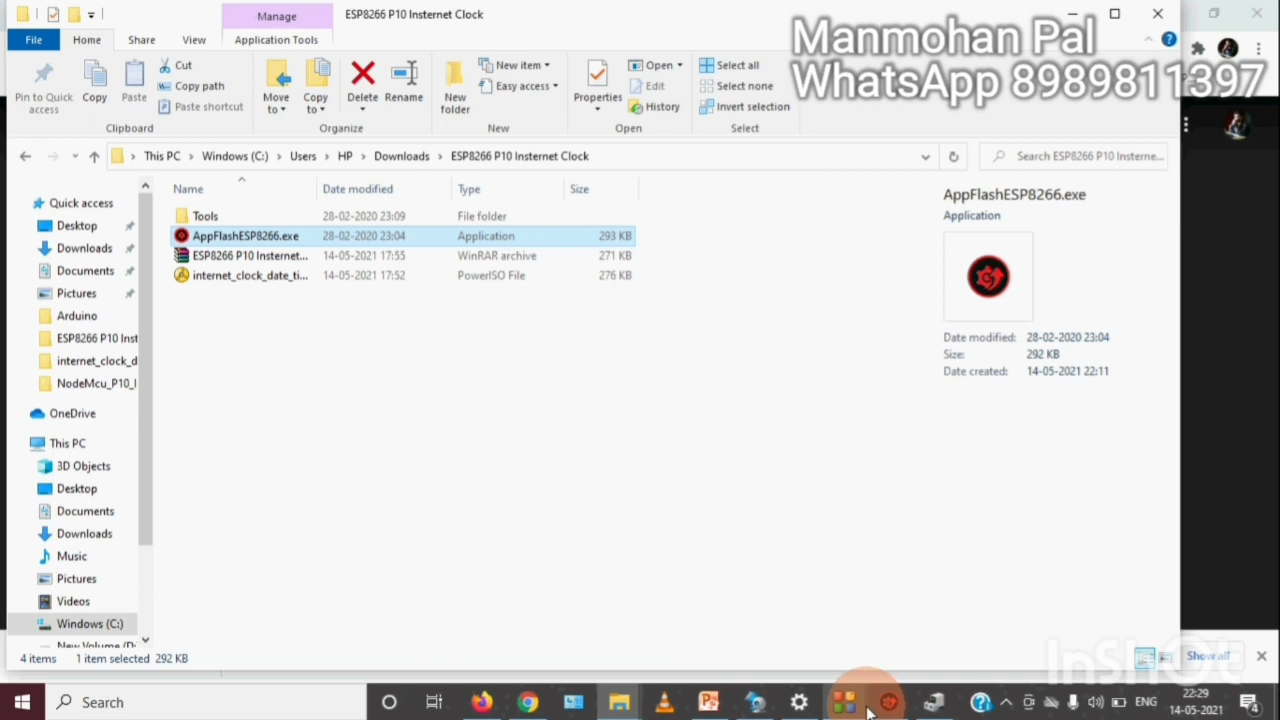 Manage
ESP8266 P10 Insternet Clock
Manmohan Pal
WhatsApp 8989811397
File
Home
Share
View
Application Tools
Pin to Quick access
Copy
Paste
Cut
Copy path
Paste shortcut
Clipboard
Move to
Copy to
Delete
Rename
Organize
New folder
New item
Easy access
New
Properties
Open
Edit
History
Open
Select all
Select none
Invert selection
Select
This PC > Windows (C:) > Users > HP > Downloads > ESP8266 P10 Insternet Clock
Search ESP8266 P10 Insterne...
Name Date modified Type Size
Tools 28-02-2020 23:09 File folder
AppFlashESP8266.exe 28-02-2020 23:04 Application 293 KB
ESP8266 P10 Insternet... 14-05-2021 17:55 WinRAR archive 271 KB
internet_clock_date_ti... 14-05-2021 17:52 PowerISO File 276 KB
Quick access
Desktop
Downloads
Documents
Pictures
Arduino
ESP8266 P10 Inst
internet_clock_d
NodeMcu_P10_I
OneDrive
This PC
3D Objects
Desktop
Documents
Downloads
Music
Pictures
Videos
Windows (C:)
New Volume (D:
AppFlashESP8266.exe
Application
Date modified: 28-02-2020 23:04
Size: 292 KB
Date created: 14-05-2021 22:11
4 items 1 item selected 292 KB
InShOt
Show all
Search
ENG
22:29
14-05-2021
4